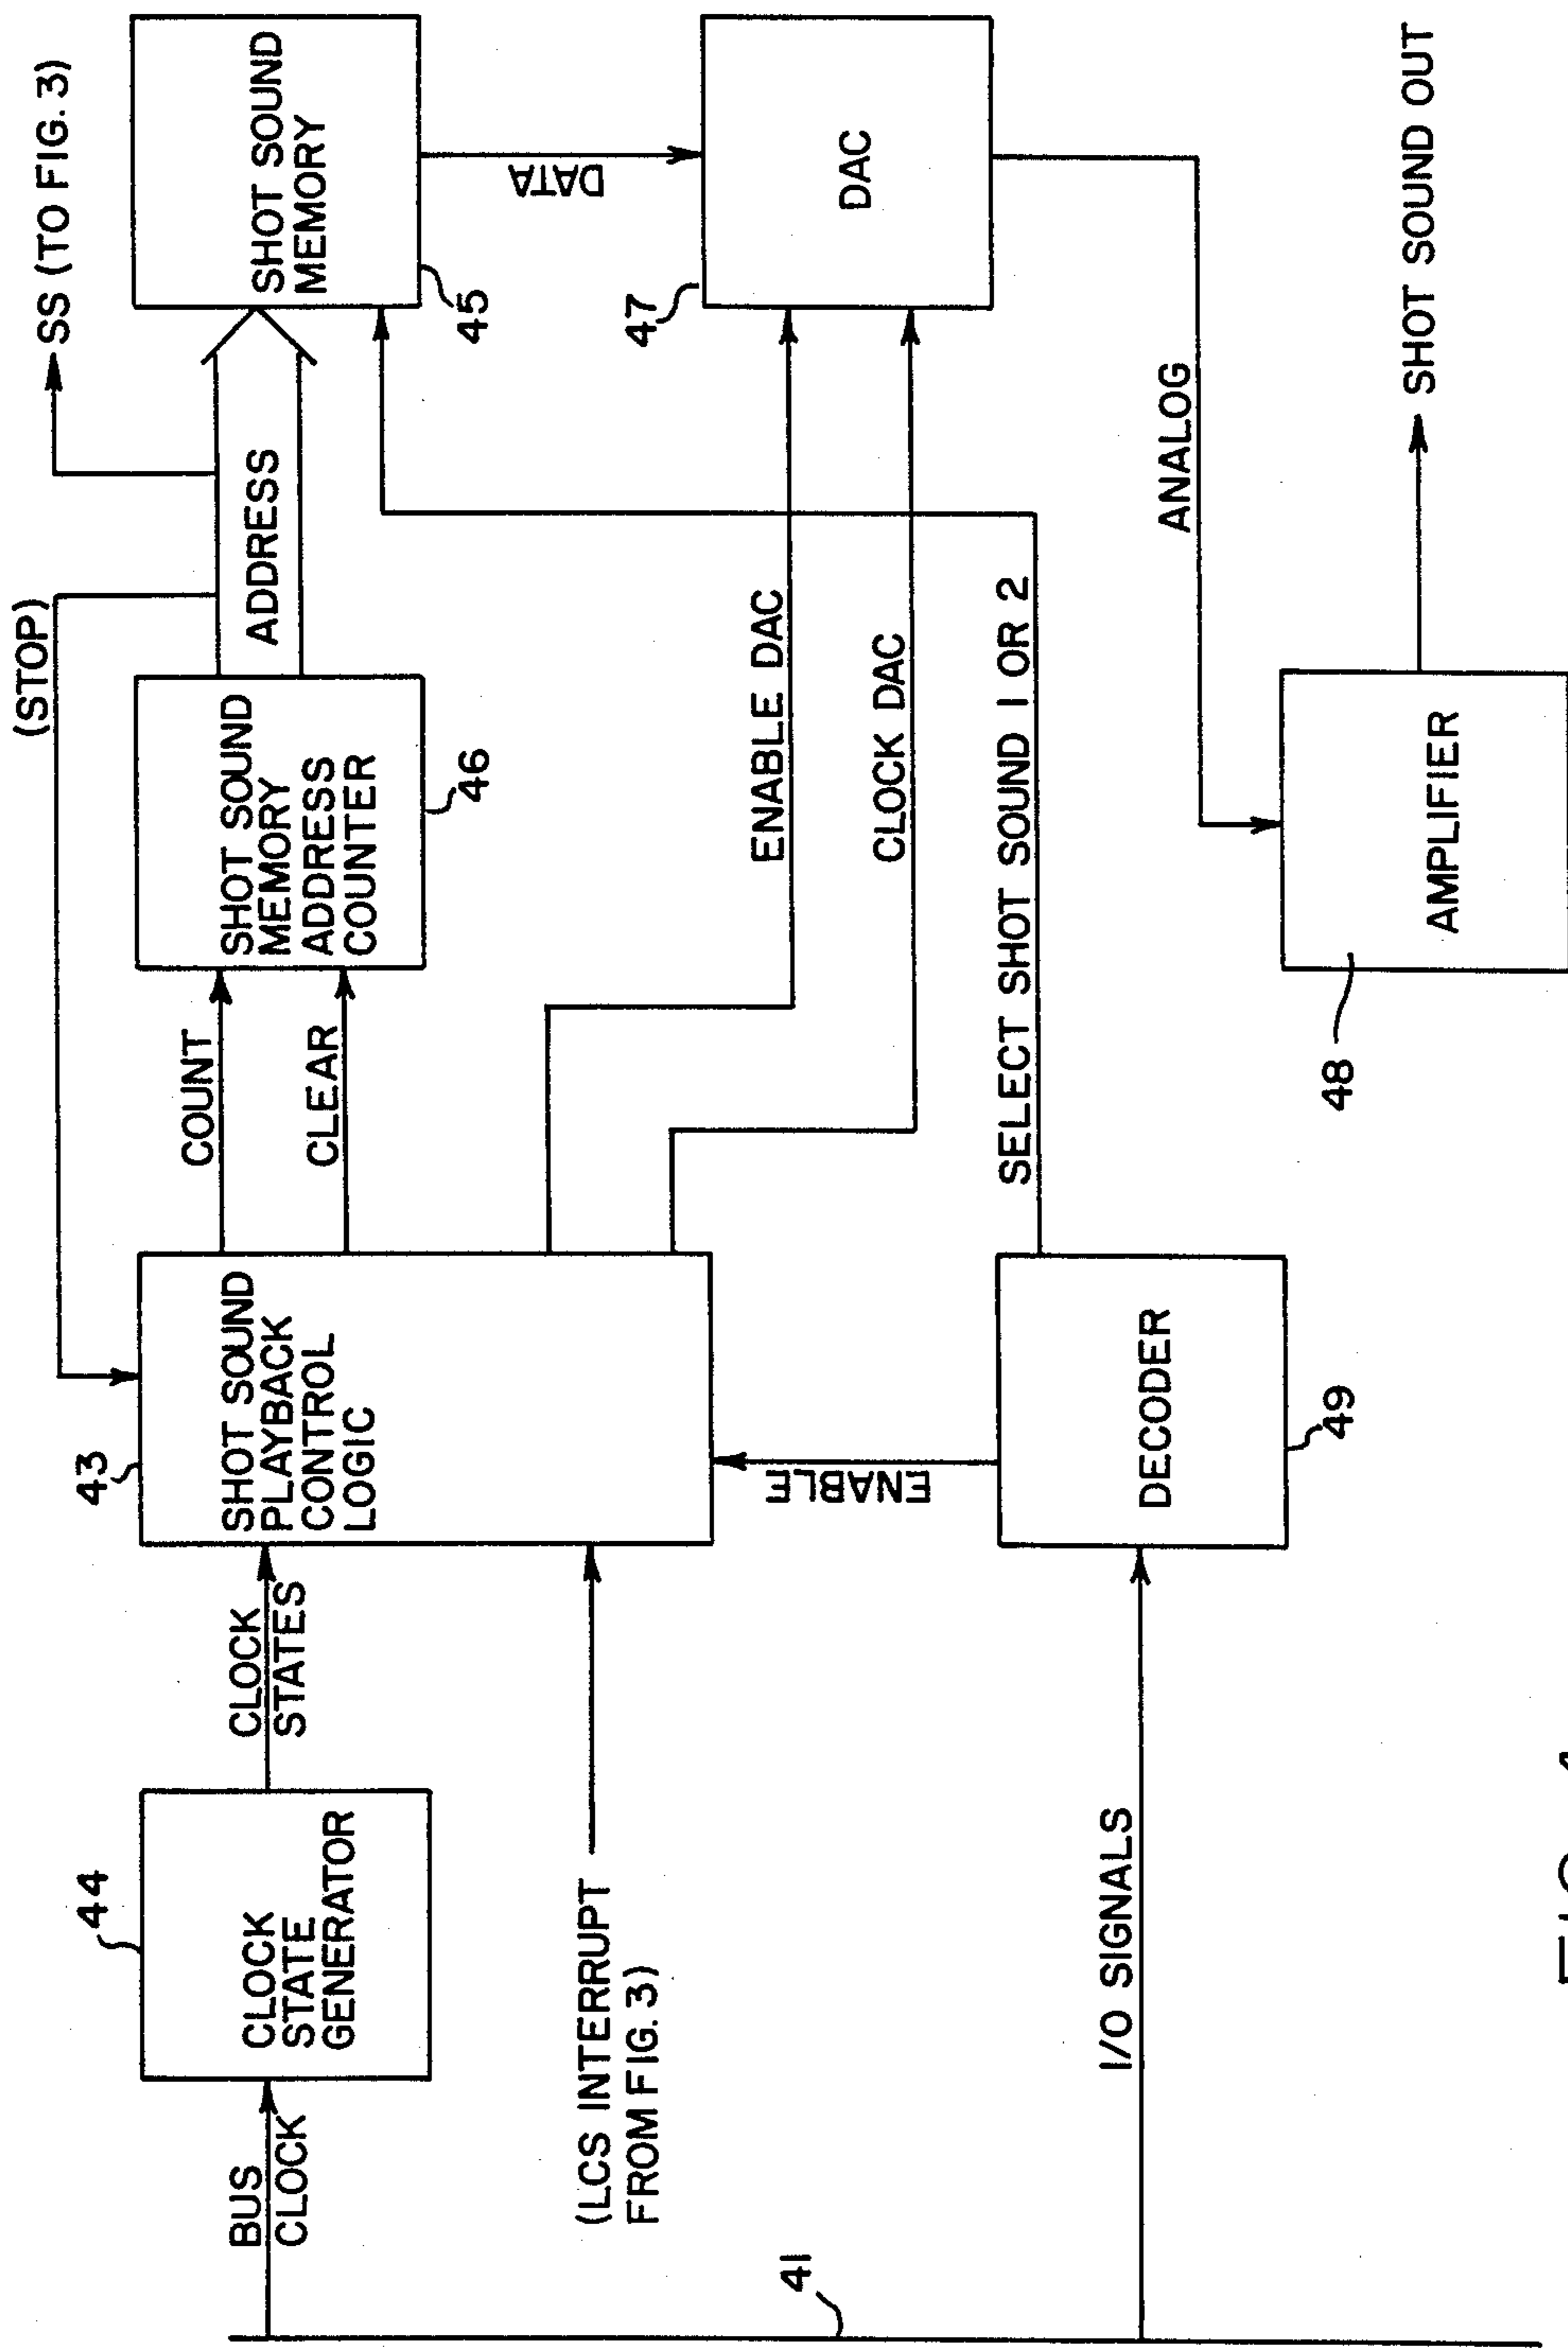 (STOP)
SS (TO FIG. 3)
BUS
CLOCK
44
CLOCK
STATE
GENERATOR
CLOCK
STATES
43
SHOT SOUND
PLAYBACK
CONTROL
LOGIC
COUNT
CLEAR
SHOT SOUND
MEMORY
ADDRESS
COUNTER
46
ADDRESS
SHOT SOUND
MEMORY
45
DATA
(LCS INTERRUPT
FROM FIG. 3)
ENABLE
ENABLE DAC
CLOCK DAC
47
DAC
41
I/O SIGNALS
DECODER
49
SELECT SHOT SOUND 1 OR 2
ANALOG
48
AMPLIFIER
SHOT SOUND OUT